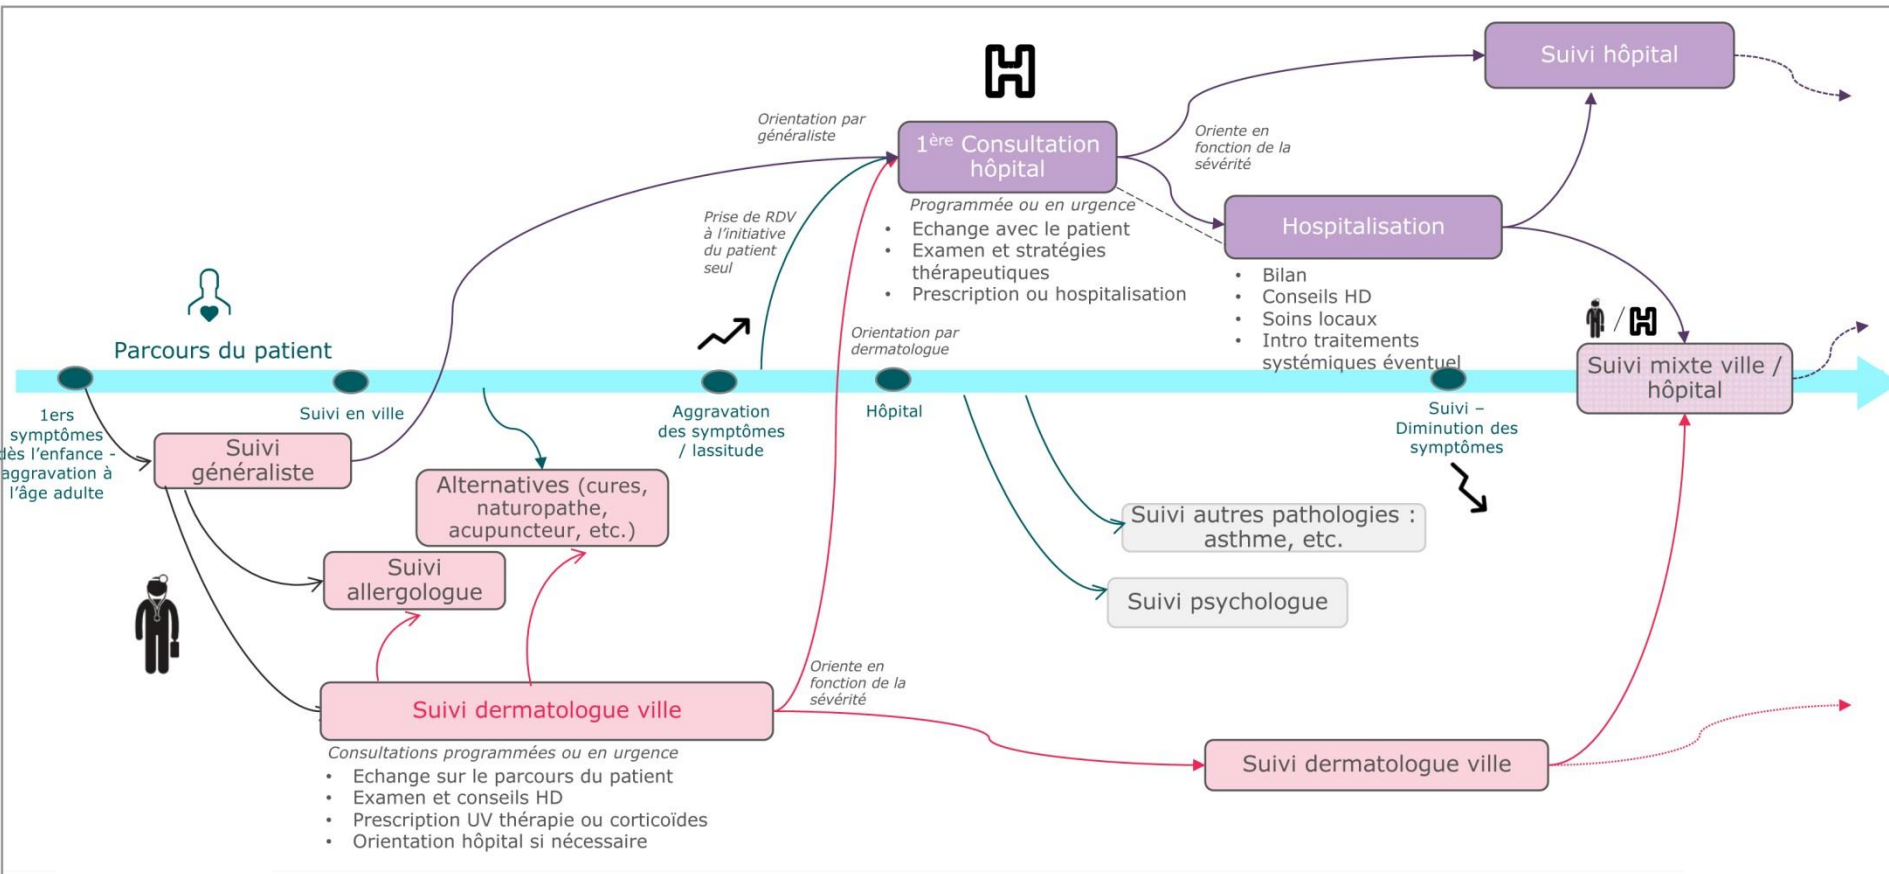 Suivi hôpital
Orientation par
généraliste
1ère Consultation
hôpital
Oriente en
fonction de la
sévérité
Programmée ou en urgence
• Echange avec le patient
• Examen et stratégies
thérapeutiques
• Prescription ou hospitalisation
Prise de RDV
à l’initiative
du patient
seul
Hospitalisation
• Bilan
• Conseils HD
• Soins locaux
• Intro traitements
systémiques éventuel
Parcours du patient
Orientation par
dermatologue
/
Suivi mixte ville /
hôpital
1ers
symptômes
dès l’enfance -
aggravation à
l’âge adulte
Suivi en ville
Aggravation
des symptômes
/ lassitude
Hôpital
Suivi –
Diminution des
symptômes
Suivi
généraliste
Alternatives (cures,
naturopathe,
acupuncteur, etc.)
Suivi autres pathologies :
asthme, etc.
Suivi
allergologue
Suivi psychologue
Oriente en
fonction de la
sévérité
Suivi dermatologue ville
Consultations programmées ou en urgence
• Echange sur le parcours du patient
• Examen et conseils HD
• Prescription UV thérapie ou corticoïdes
• Orientation hôpital si nécessaire
Suivi dermatologue ville